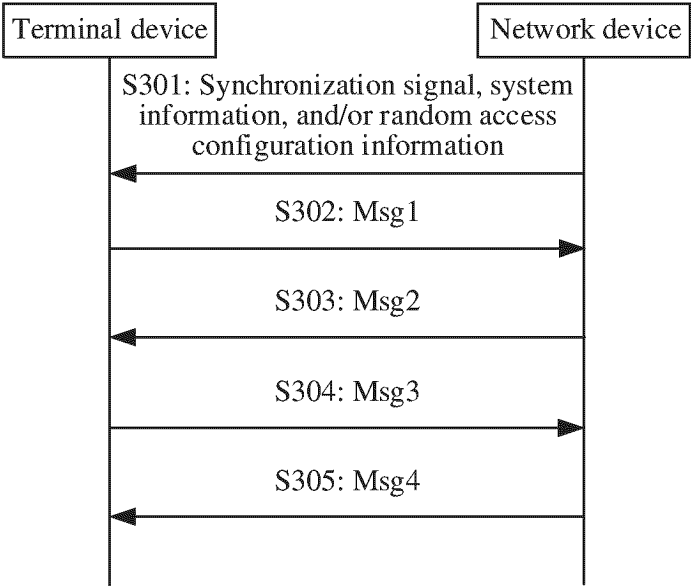 Terminal device
Network device
S301: Synchronization signal, system
information, and/or random access
configuration information
S302: Msg1
S303: Msg2
S304: Msg3
S305: Msg4